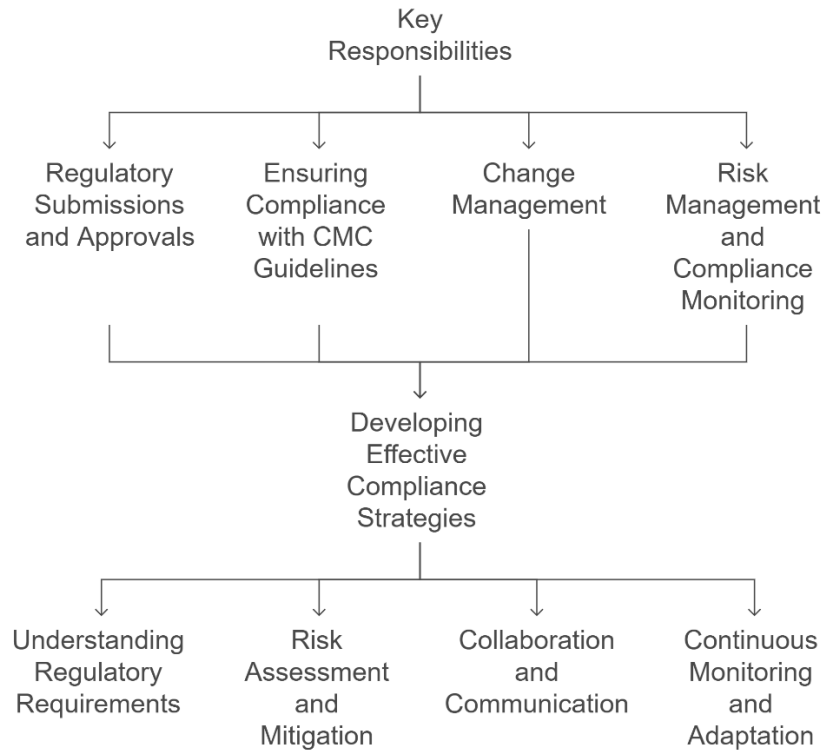 Key
Responsibilities
Regulatory
Submissions
and Approvals
Ensuring
Compliance
with CMC
Guidelines
Change
Management
Risk
Management
and
Compliance
Monitoring
Developing
Effective
Compliance
Strategies
Understanding
Regulatory
Requirements
Risk
Assessment
and
Mitigation
Collaboration
and
Communication
Continuous
Monitoring
and
Adaptation